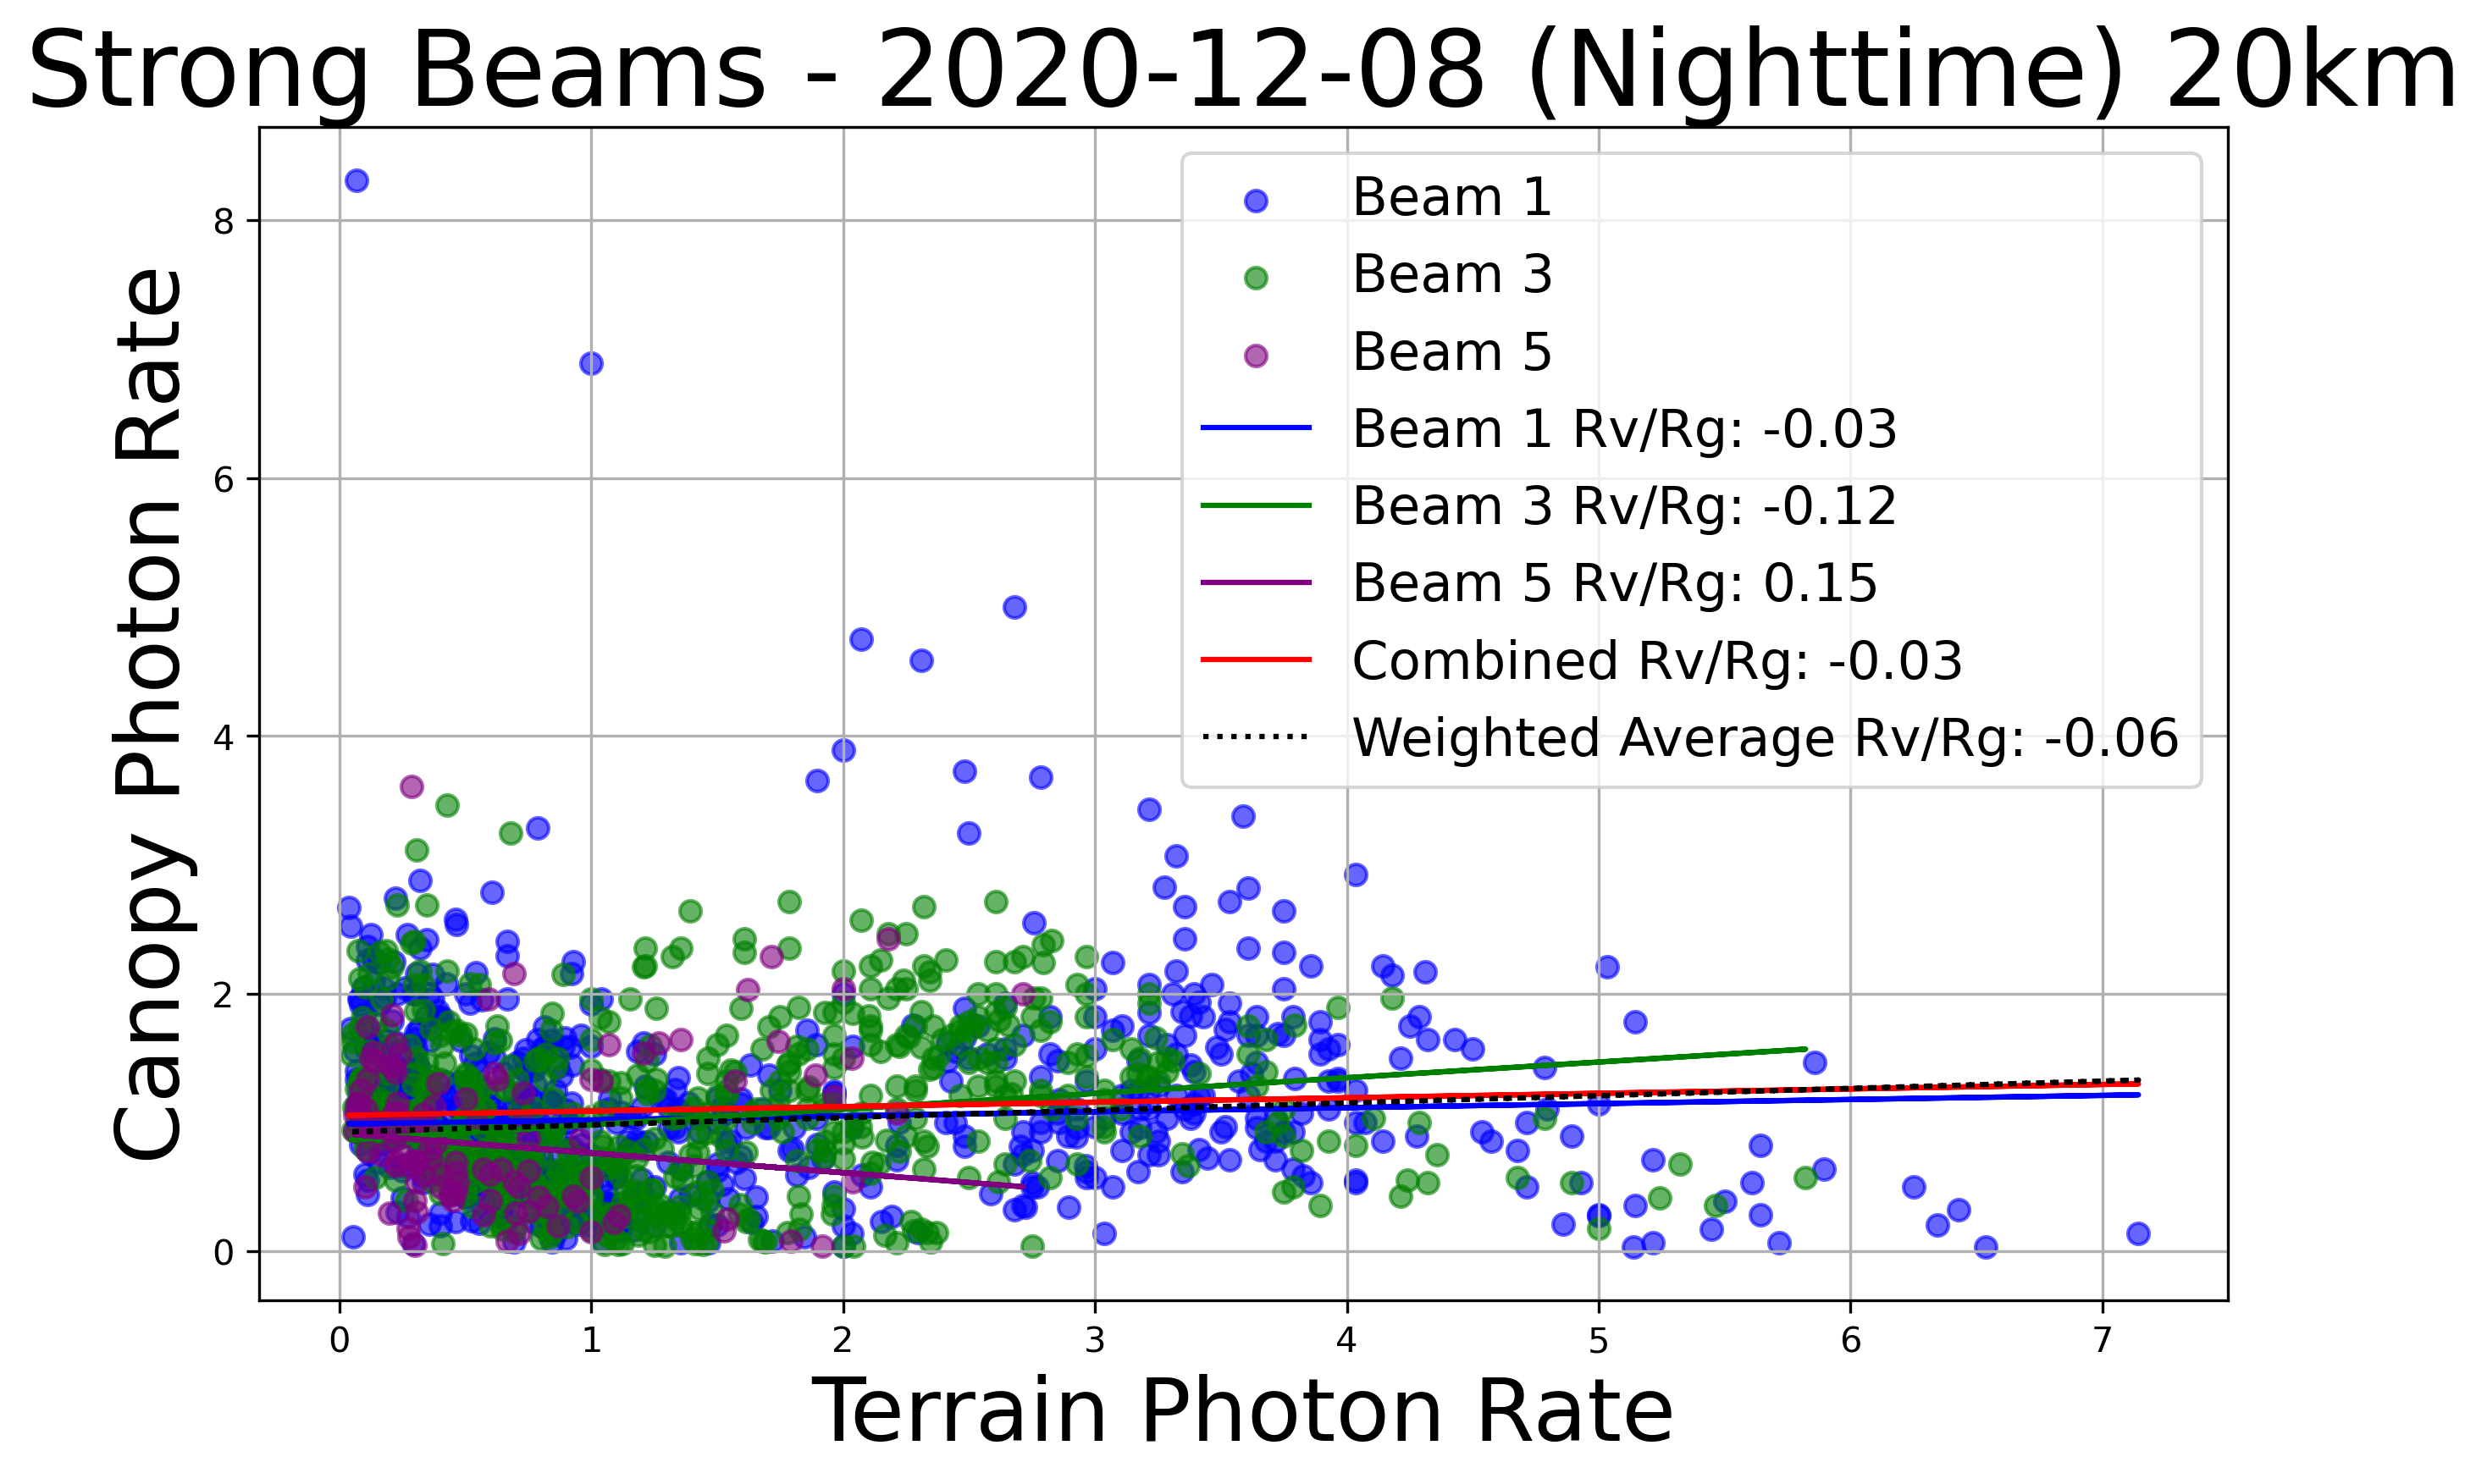 Strong Beams - 2020-12-08 (Nighttime) 20km
Canopy Photon Rate
8
6
4
2
0
Beam 1
Beam 3
Beam 5
Beam 1 Rv/Rg: -0.03
Beam 3 Rv/Rg: -0.12
Beam 5 Rv/Rg: 0.15
Combined Rv/Rg: -0.03
Weighted Average Rv/Rg: -0.06
0 1 2 3 4 5 6 7
Terrain Photon Rate